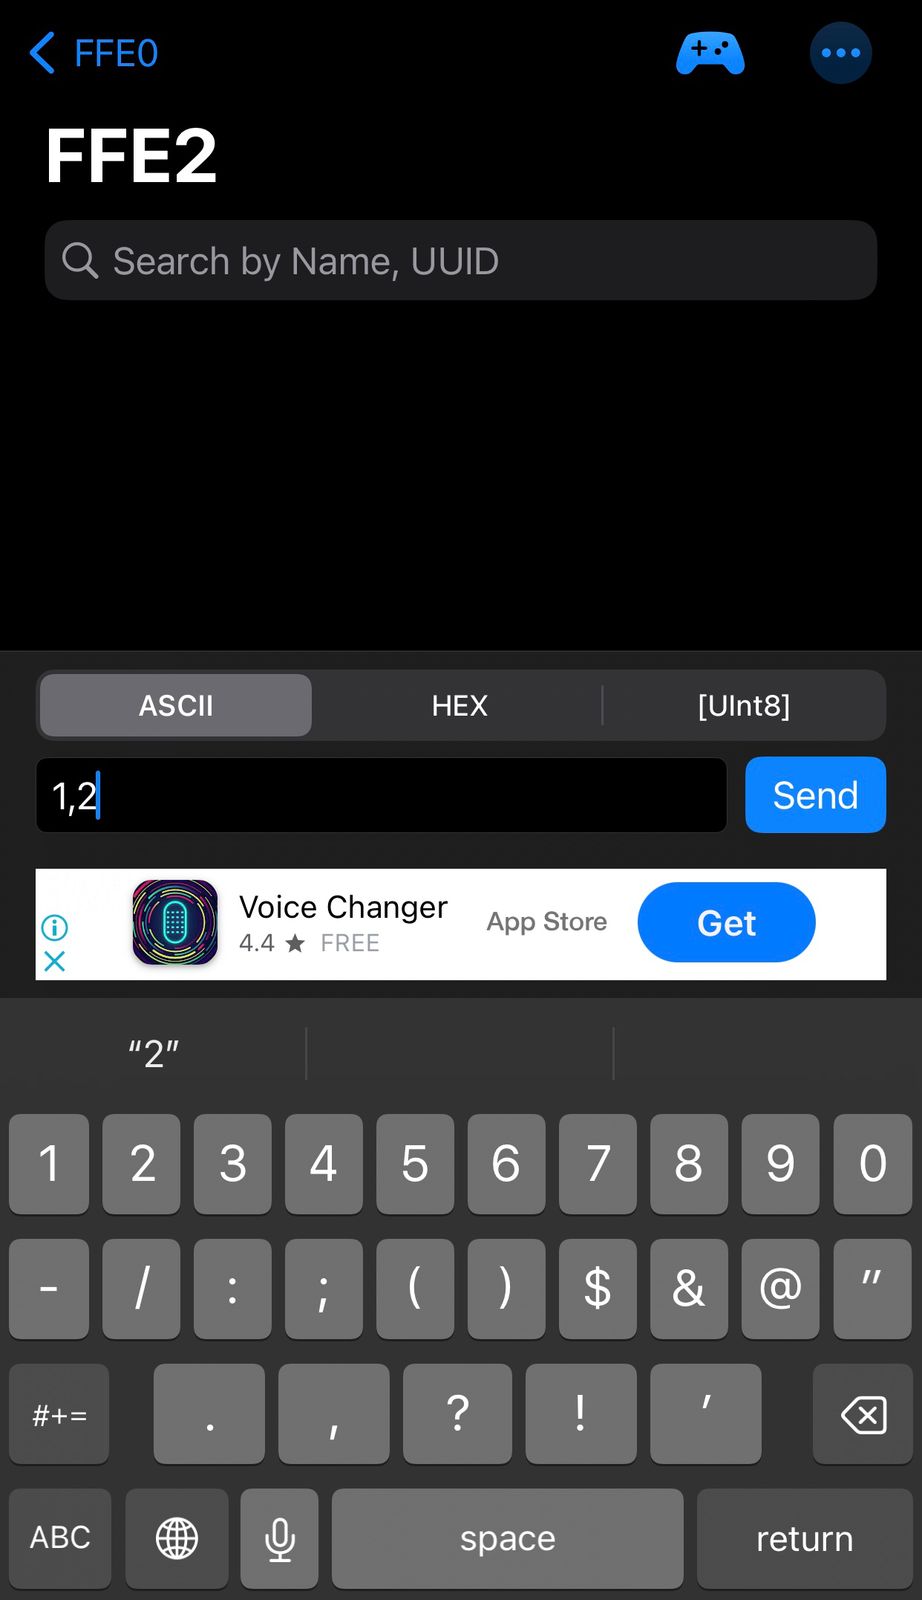 FFE0
FFE2
Search by Name, UUID
ASCII HEX [UInt8]
1,2 Send
Voice Changer
4.4 ★ FREE
App Store
Get
“2”
1 2 3 4 5 6 7 8 9 0
- / : ; ( ) $ & @ "
#+= . , ? ! '
ABC space return